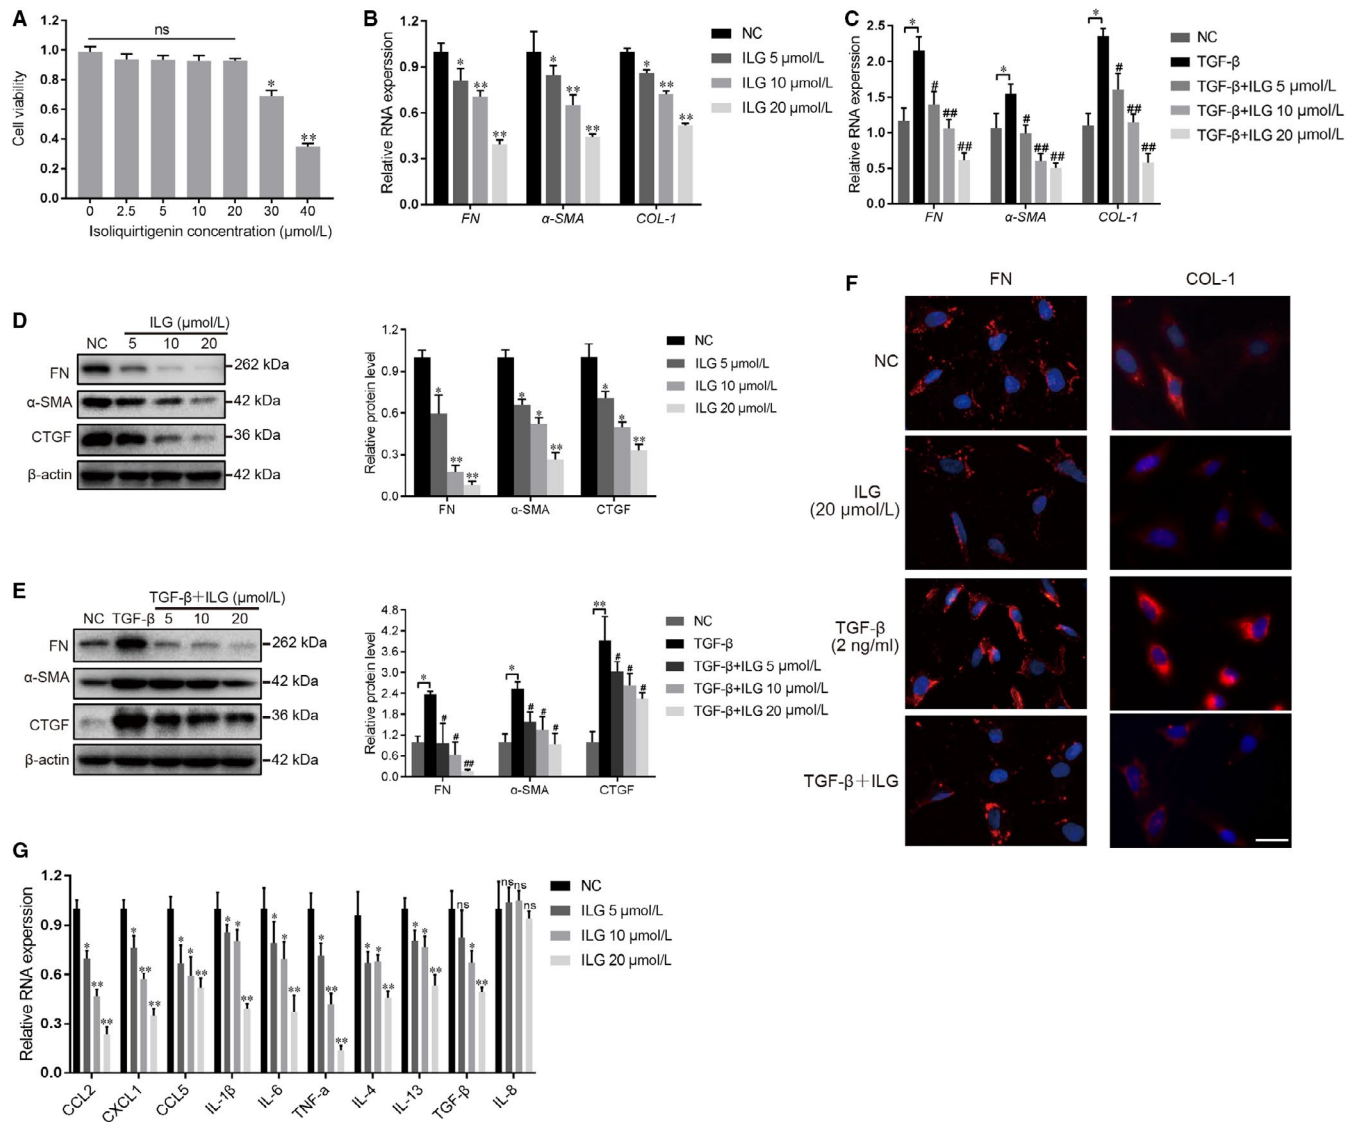 A
ns
*
**
Cell viability
1.2
1.0
0.8
0.6
0.4
0.2
0.0
0 2.5 5 10 20 30 40
Isoliquirtigenin concentration (μmol/L)
B
Relative RNA experssion
1.2
0.9
0.6
0.3
0.0
* ** **
* ** **
* ** **
FN α-SMA COL-1
NC
ILG 5 μmol/L
ILG 10 μmol/L
ILG 20 μmol/L
C
Relative RNA experssion
2.5
2.0
1.5
1.0
0.5
0.0
* # ## ##
* # ## ##
* # ## ##
FN α-SMA COL-1
NC
TGF-β
TGF-β+ILG 5 μmol/L
TGF-β+ILG 10 μmol/L
TGF-β+ILG 20 μmol/L
D
ILG (μmol/L)
NC 5 10 20
FN 262 kDa
α-SMA 42 kDa
CTGF 36 kDa
β-actin 42 kDa
Relative protein level
1.2
0.9
0.6
0.3
0.0
* ** **
* * **
* * **
FN α-SMA CTGF
NC
ILG 5 μmol/L
ILG 10 μmol/L
ILG 20 μmol/L
E
TGF-β+ILG (μmol/L)
NC TGF-β 5 10 20
FN 262 kDa
α-SMA 42 kDa
CTGF 36 kDa
β-actin 42 kDa
Relative protein level
4.8
4.2
3.6
3.0
2.4
1.8
1.2
0.6
0.0
* # # ##
* # # #
** # # #
FN α-SMA CTGF
NC
TGF-β
TGF-β+ILG 5 μmol/L
TGF-β+ILG 10 μmol/L
TGF-β+ILG 20 μmol/L
F
FN COL-1
NC
ILG
(20 μmol/L)
TGF-β
(2 ng/ml)
TGF-β+ILG
G
Relative RNA experssion
1.2
0.9
0.6
0.3
0.0
* ** **
* ** **
* * **
* * **
* * **
* ** **
* * **
* * **
ns * **
ns ns ns
CCL2 CXCL1 CCL5 IL-1β IL-6 TNF-a IL-4 IL-13 TGF-β IL-8
NC
ILG 5 μmol/L
ILG 10 μmol/L
ILG 20 μmol/L